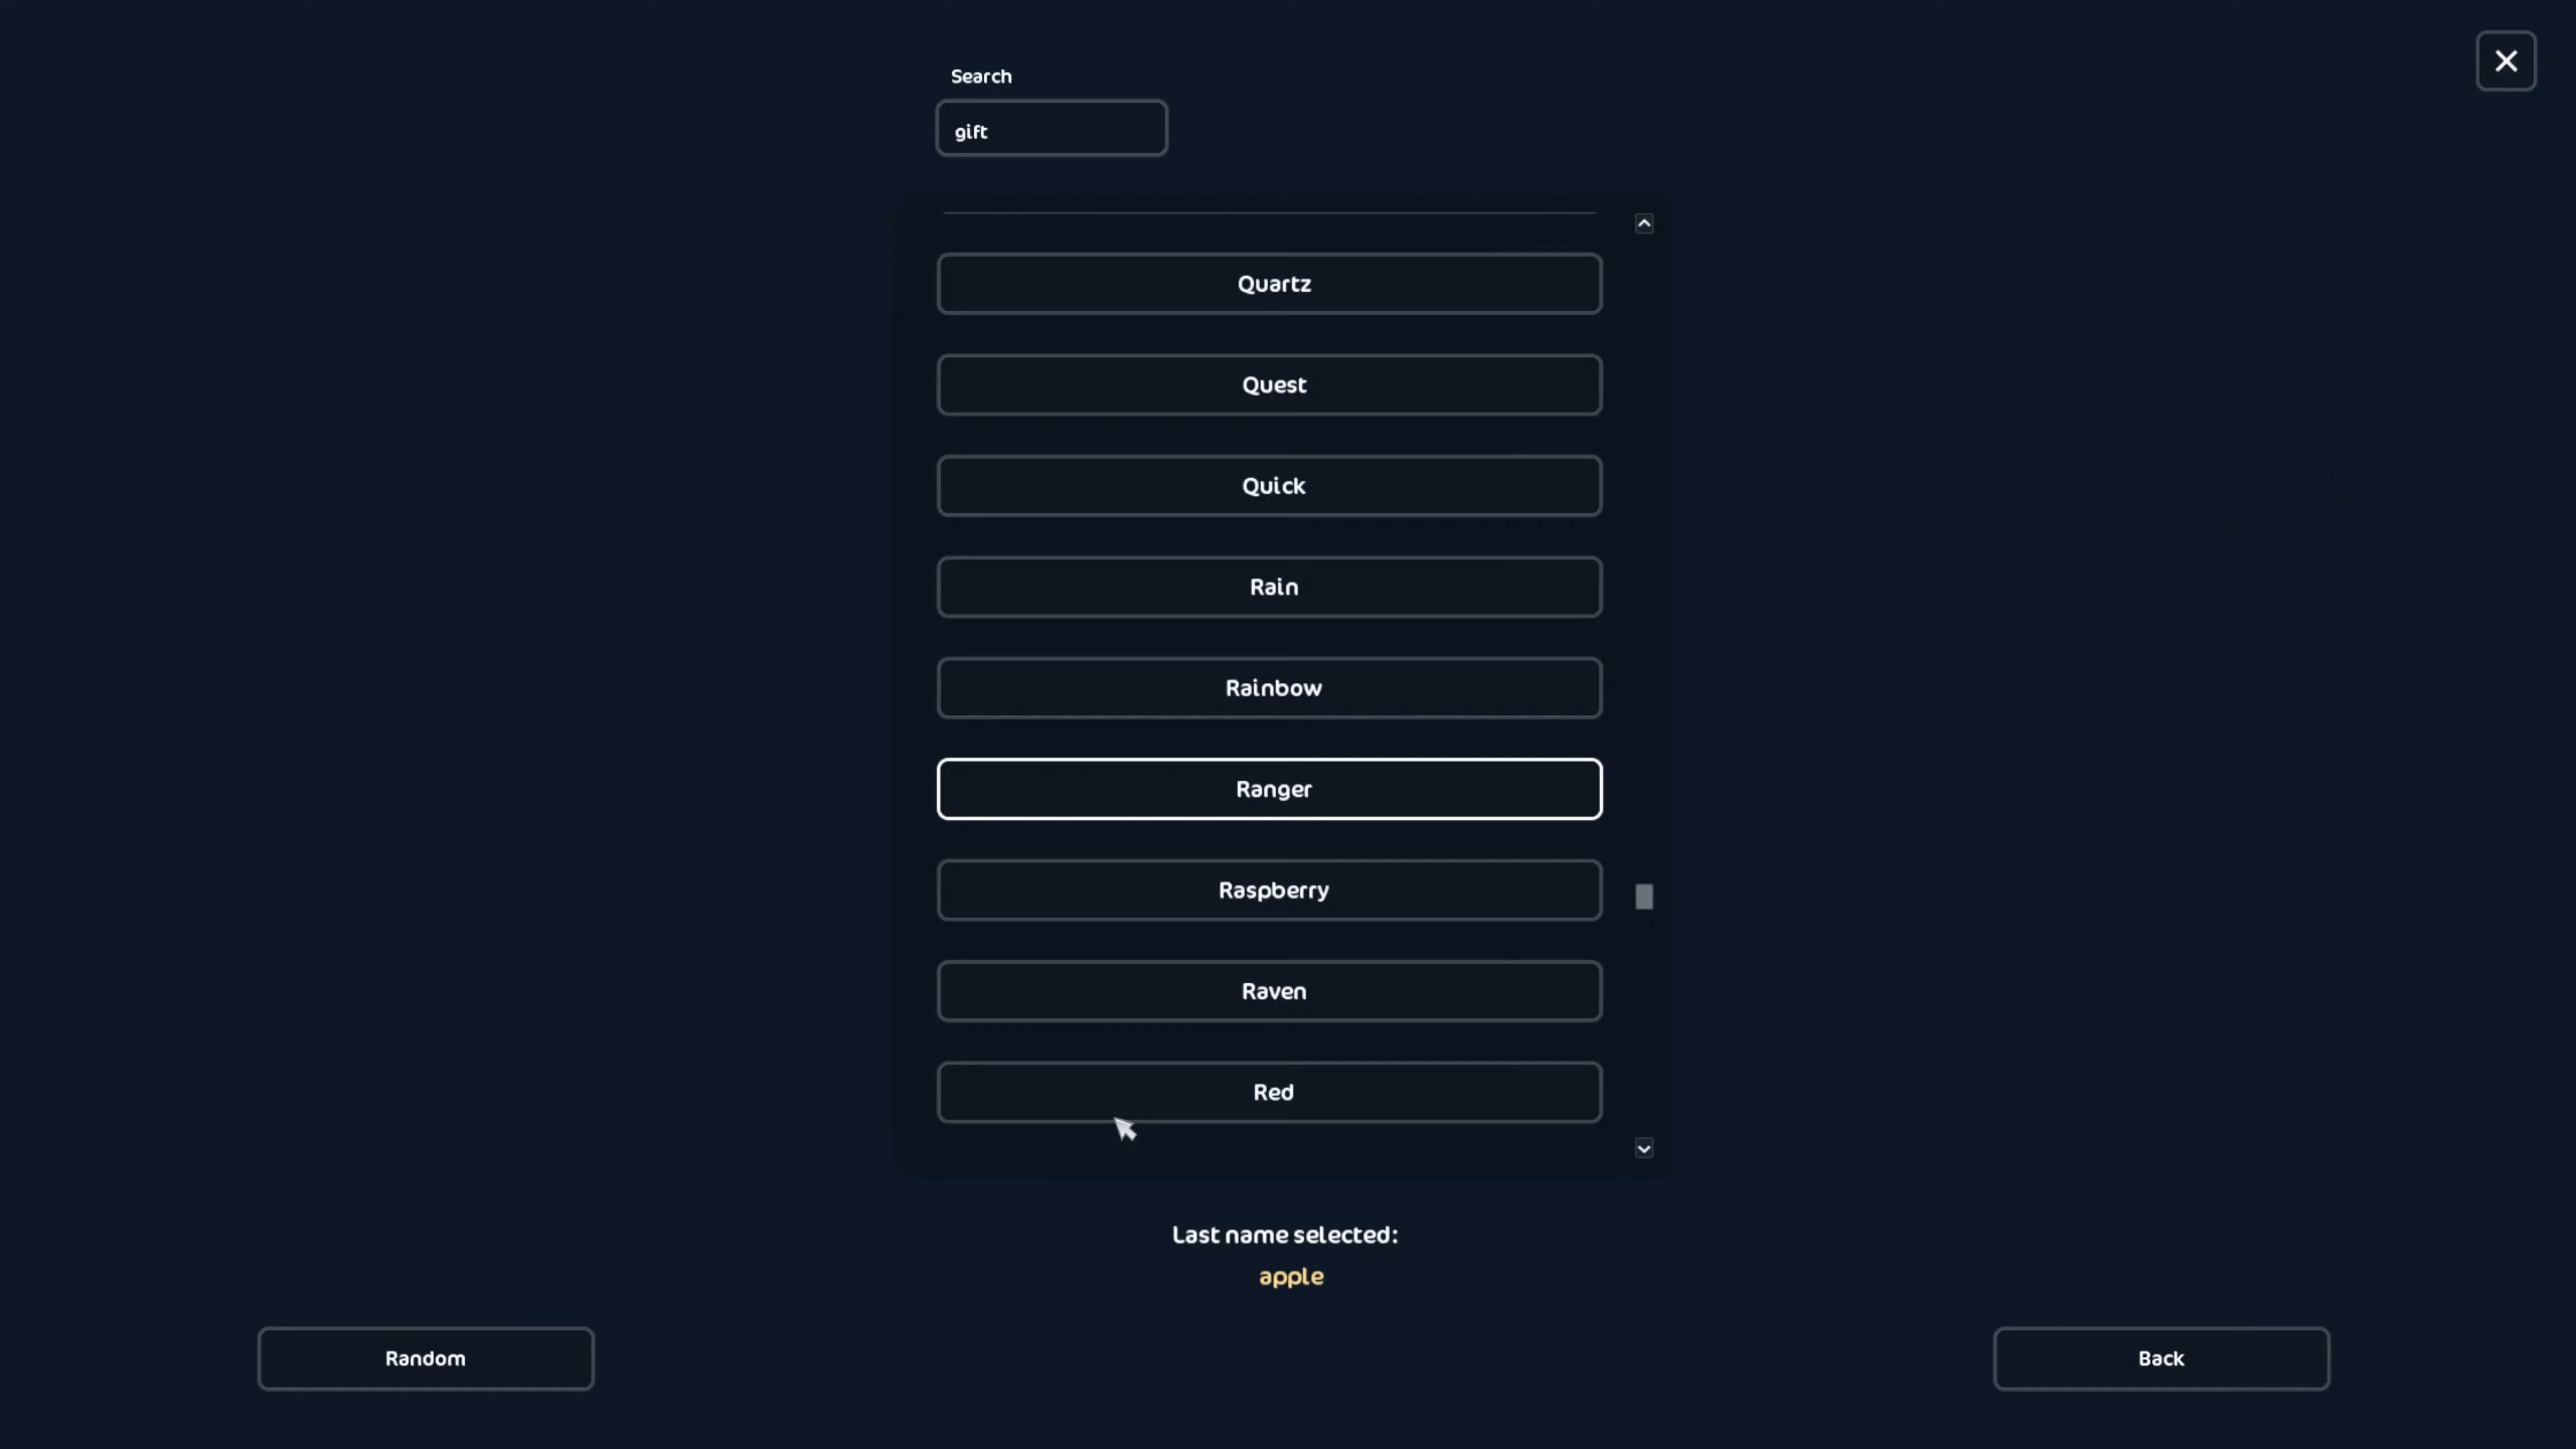 Search
gift
Quartz
Quest
Quick
Rain
Rainbow
Ranger
Raspberry
Raven
Red
Last name selected:
apple
Random
Back